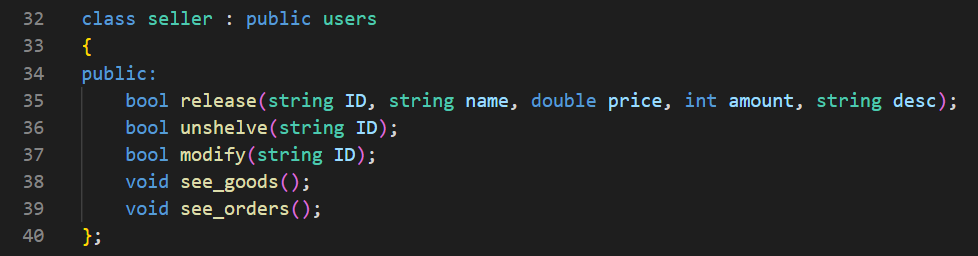 32 class seller : public users
33 {
34 public:
35     bool release(string ID, string name, double price, int amount, string desc);
36     bool unshelve(string ID);
37     bool modify(string ID);
38     void see_goods();
39     void see_orders();
40 };